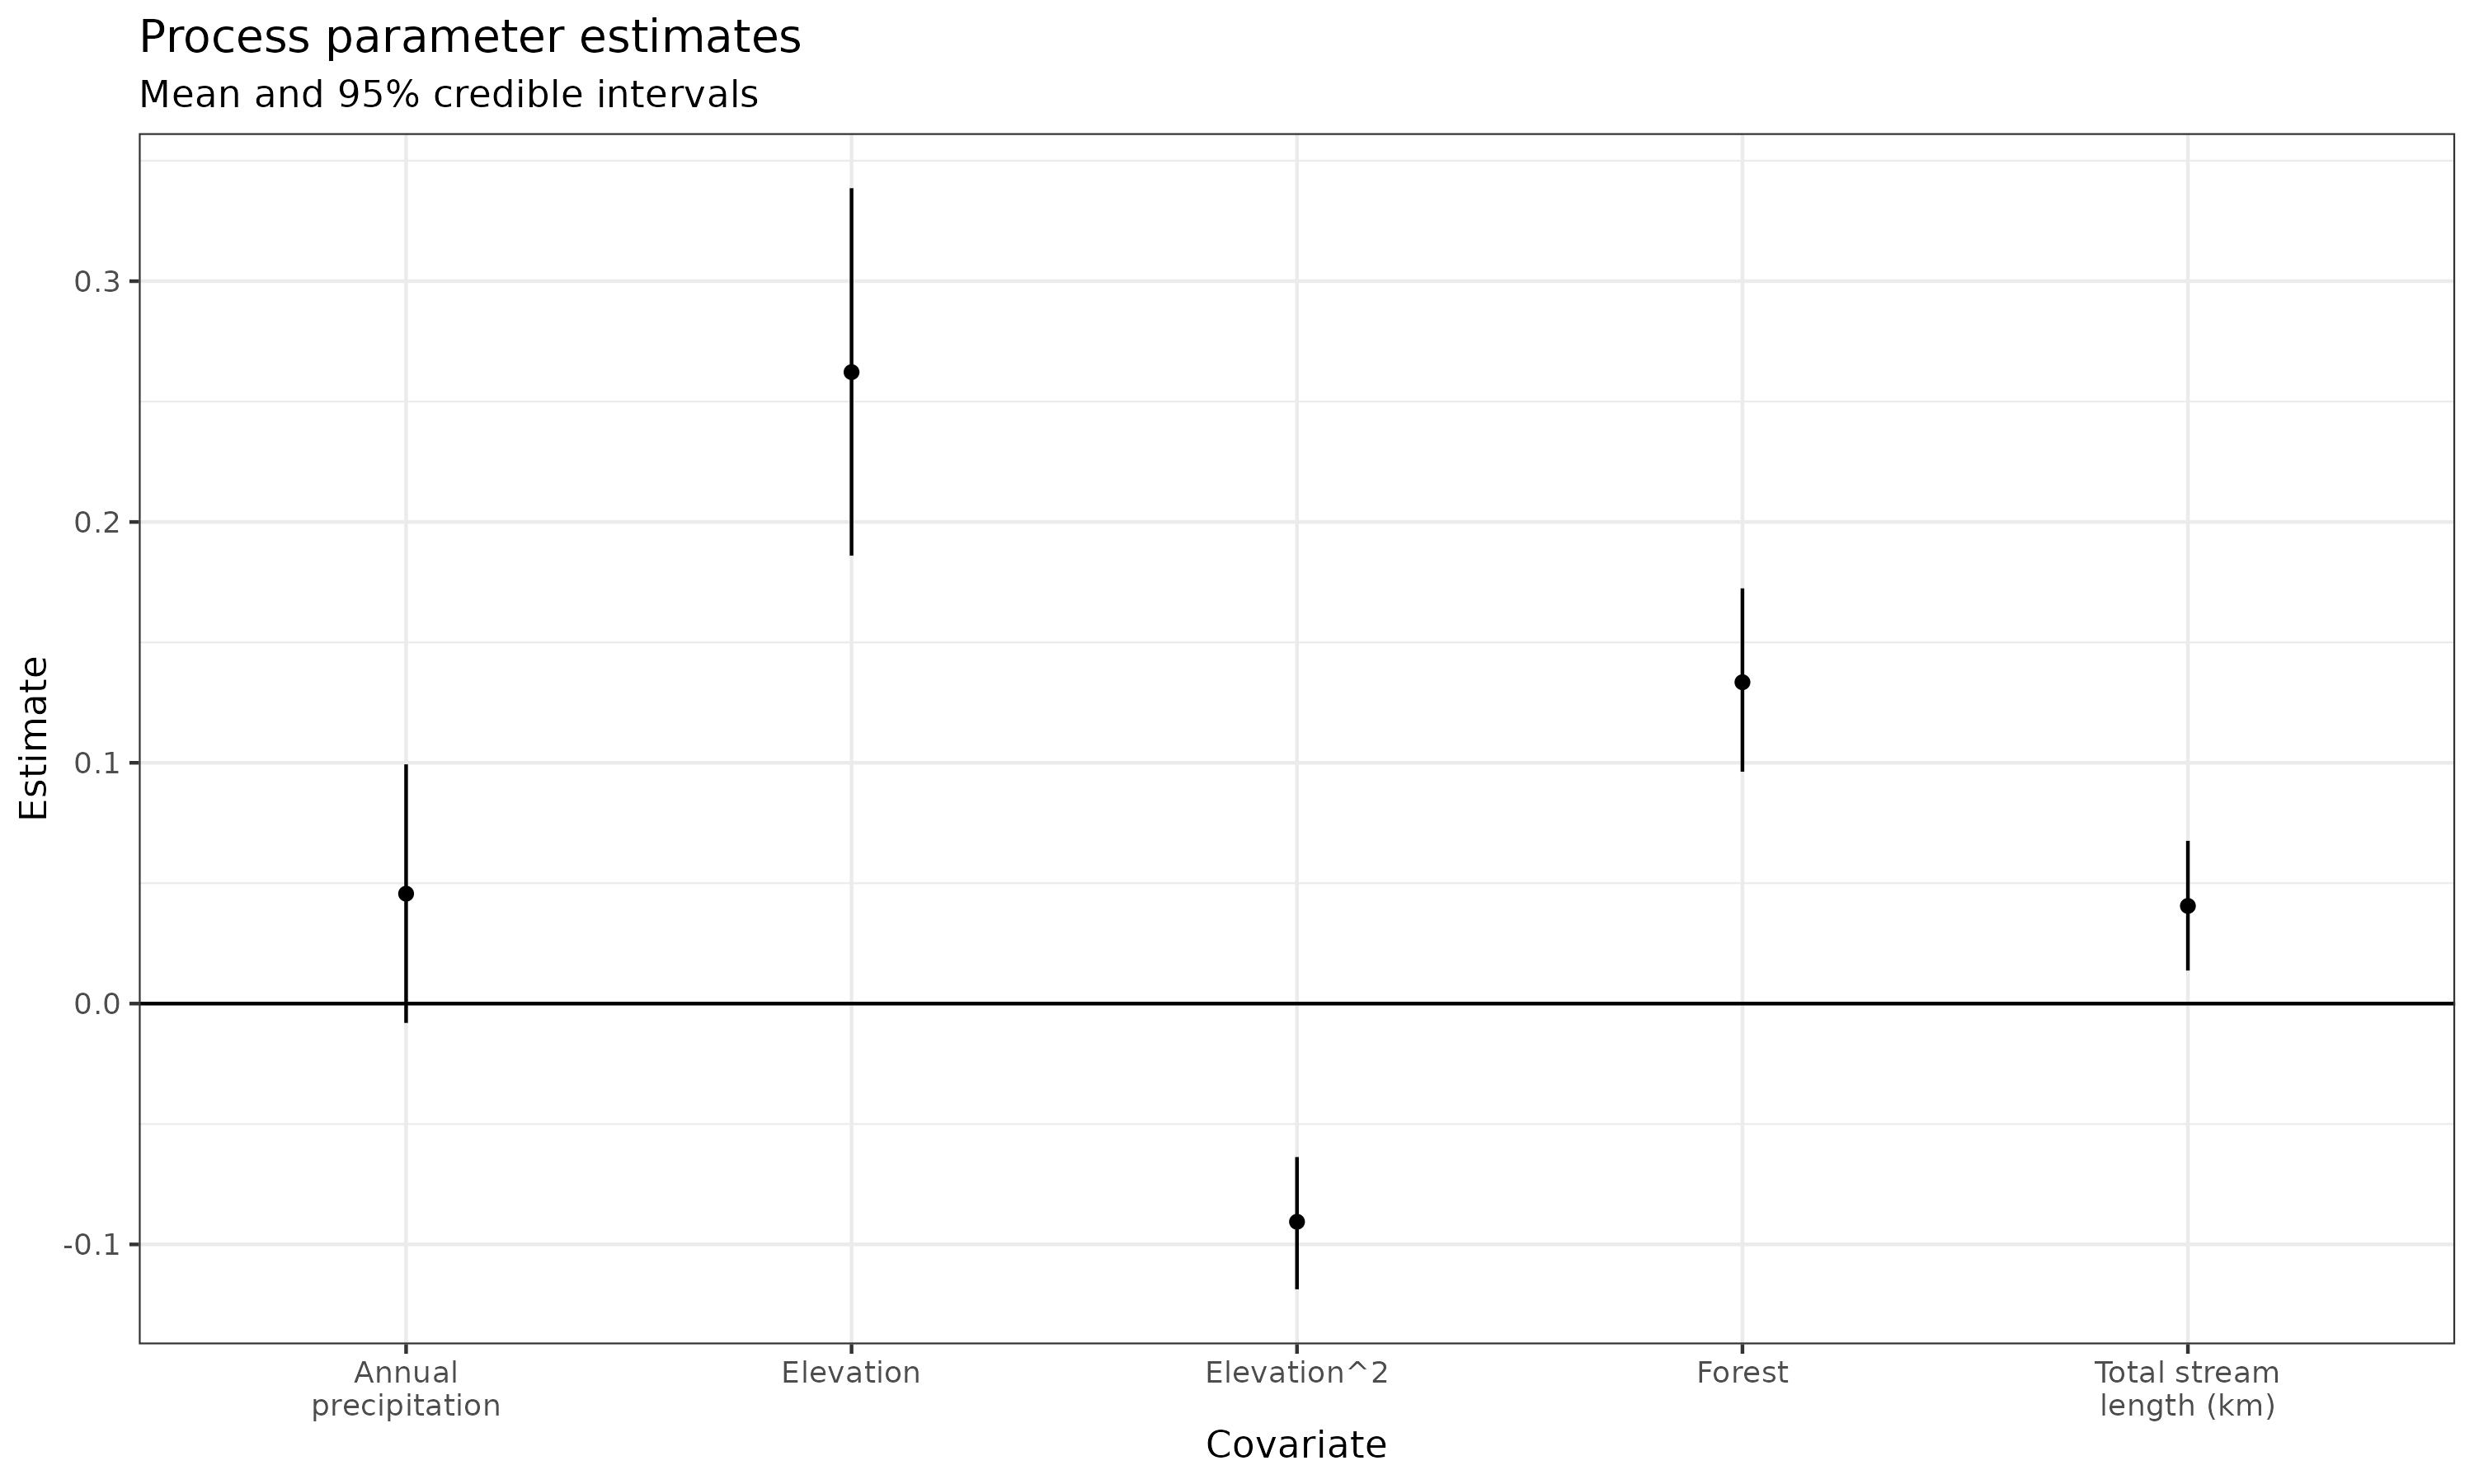 Process parameter estimates
Mean and 95% credible intervals
Estimate
0.3
0.2
0.1
0.0
-0.1
Annual
precipitation
Elevation
Elevation^2
Forest
Total stream
length (km)
Covariate